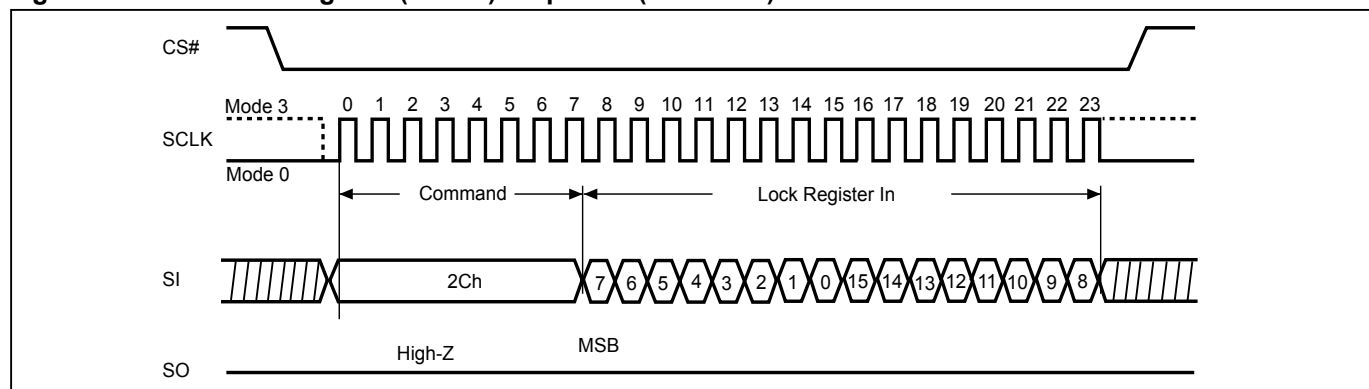 CS#
Mode 3
0 1 2 3 4 5 6 7 8 9 10 11 12 13 14 15 16 17 18 19 20 21 22 23
SCLK
Mode 0
Command
Lock Register In
SI
2Ch
7 6 5 4 3 2 1 0 15 14 13 12 11 10 9 8
High-Z
MSB
SO